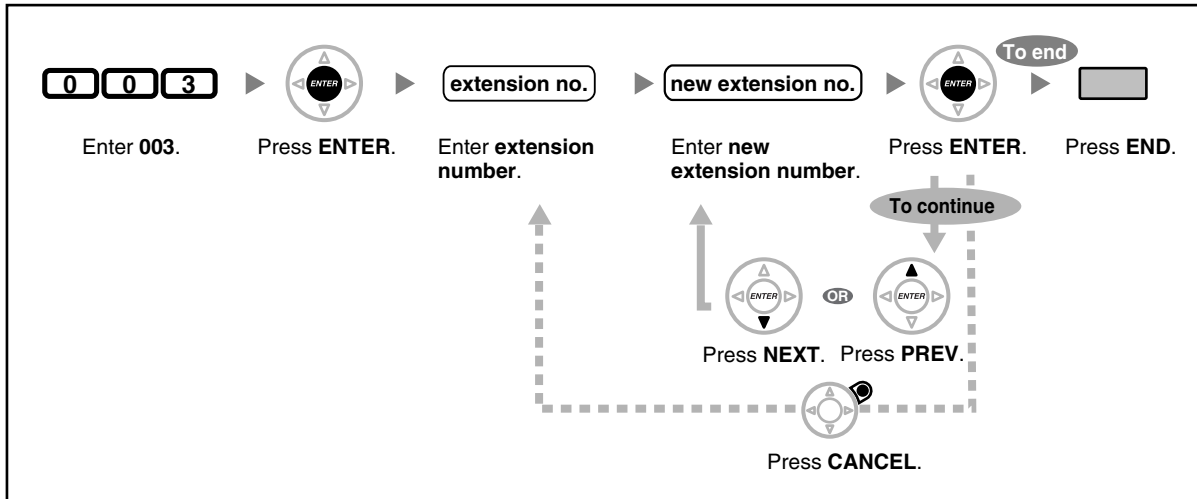 To end
0 0 3
ENTER
extension no.
new extension no.
ENTER
Enter 003.
Press ENTER.
Enter extension
number.
Enter new
extension number.
Press ENTER.
Press END.
To continue
ENTER
OR
ENTER
Press NEXT.
Press PREV.
Press CANCEL.